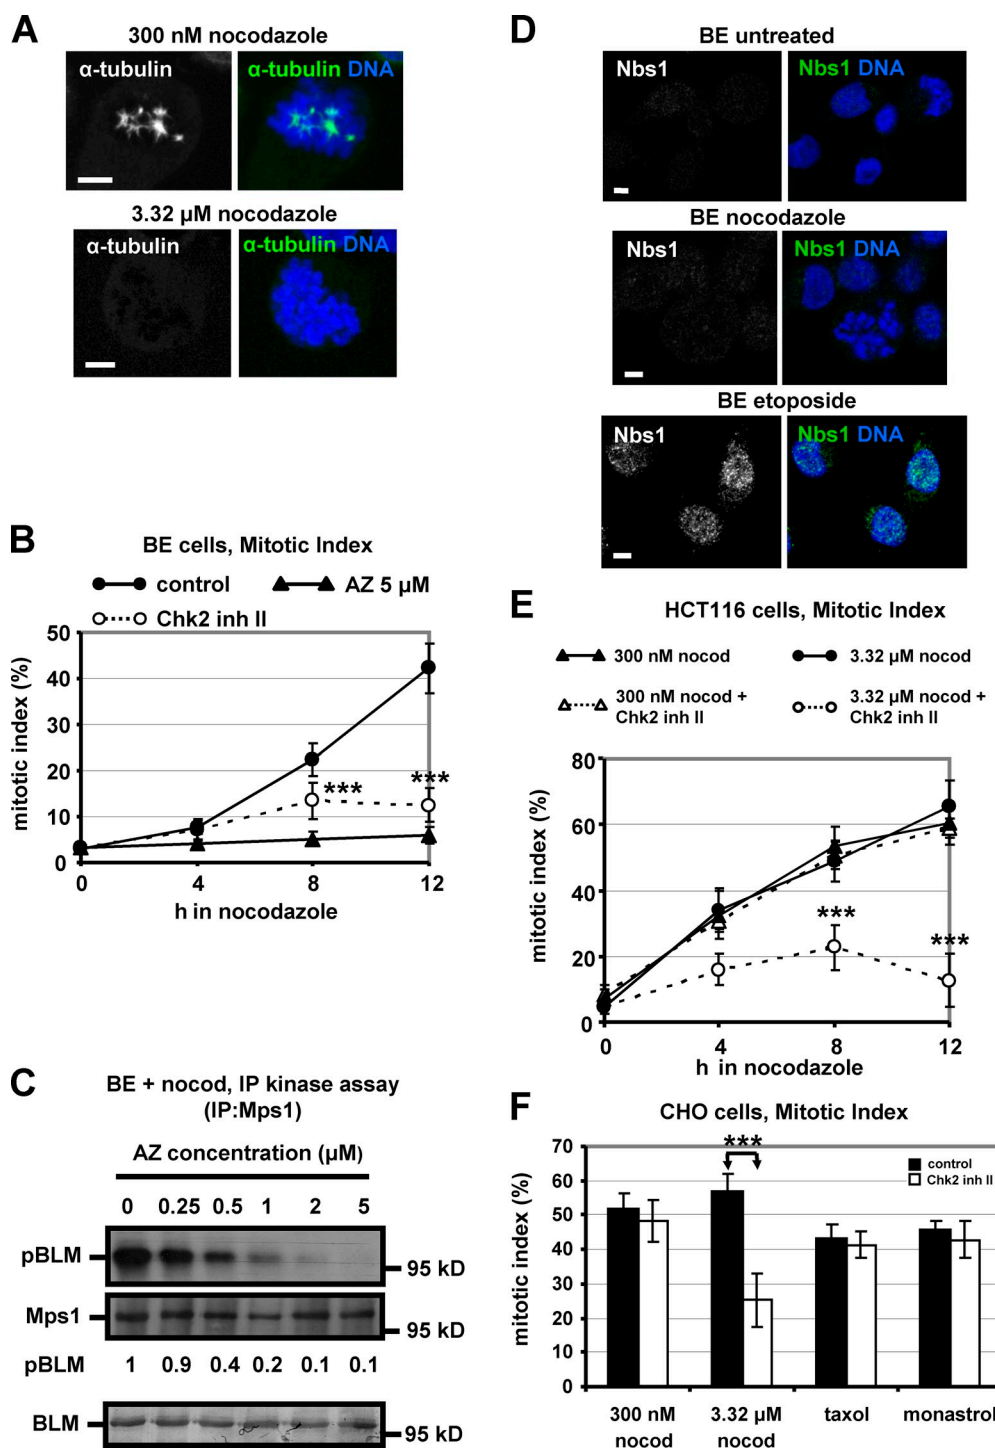 A
300 nM nocodazole
α-tubulin
α-tubulin DNA
3.32 µM nocodazole
α-tubulin
α-tubulin DNA
B
BE cells, Mitotic Index
control
AZ 5 µM
Chk2 inh II
mitotic index (%)
50
40
30
20
10
0
***
***
0 4 8 12
h in nocodazole
C
BE + nocod, IP kinase assay
(IP:Mps1)
AZ concentration (µM)
0 0.25 0.5 1 2 5
pBLM
95 kD
Mps1
95 kD
pBLM 1 0.9 0.4 0.2 0.1 0.1
BLM
95 kD
D
BE untreated
Nbs1
Nbs1 DNA
BE nocodazole
Nbs1
Nbs1 DNA
BE etoposide
Nbs1
Nbs1 DNA
E
HCT116 cells, Mitotic Index
300 nM nocod
3.32 µM nocod
300 nM nocod +
Chk2 inh II
3.32 µM nocod +
Chk2 inh II
mitotic index (%)
80
60
40
20
0
***
***
0 4 8 12
h in nocodazole
F
CHO cells, Mitotic Index
mitotic index (%)
70
60
50
40
30
20
10
0
***
control
Chk2 inh II
300 nM
nocod
3.32 µM
nocod
taxol
monastrol